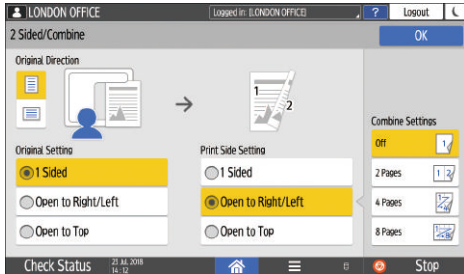 LONDON OFFICE
Logged in: [LONDON OFFICE]
?
Logout
2 Sided/Combine
OK
Original Direction
1
2
Original Setting
1 Sided
Open to Right/Left
Open to Top
Print Side Setting
1 Sided
Open to Right/Left
Open to Top
Combine Settings
Off
1
2 Pages
1 2
4 Pages
8 Pages
Check Status
21 JUL 2018
14:12
Stop